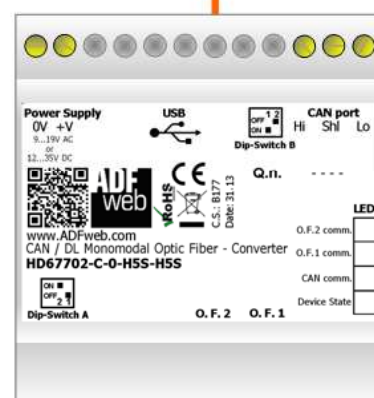 Power Supply
0V +V
9...19V AC
or
12...35V DC
USB
1 2
OFF
ON
Dip-Switch B
CAN port
Hi Shl Lo
ADF
web
RoHS
CE
C.S.: B177
Date: 31.13
Q.n. - - - -
LED
www.ADFweb.com
CAN / DL Monomodal Optic Fiber - Converter
HD67702-C-0-H5S-H5S
O.F.2 comm.
O.F.1 comm.
CAN comm.
Device State
ON
OFF
2 1
Dip-Switch A
O. F. 2 O. F. 1